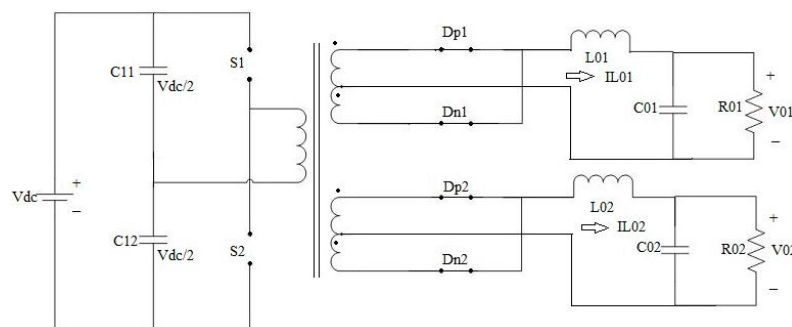 Dp1
L01
S1
C11
Vdc/2
IL01
+
C01
R01
V01
Dn1
−
Vdc
+
−
Dp2
L02
C12
Vdc/2
S2
IL02
+
C02
R02
V02
Dn2
−